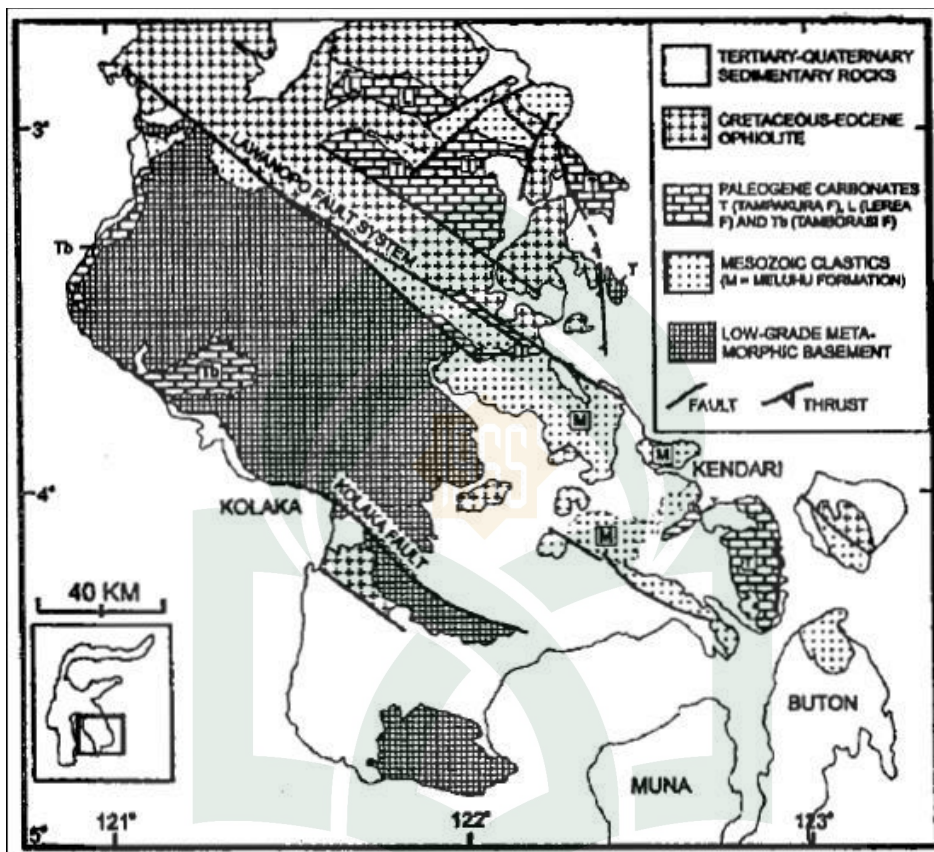 TERTIARY-QUATERNARY
SEDIMENTARY ROCKS
CRETACEOUS-EOCENE
OPHIOLITE
PALEOGENE CARBONATES
T (TAMPAKURA F), L (LEREA
F) AND Tb (TAMBORASI F)
MESOZOIC CLASTICS
(M = MELUHU FORMATION)
LOW-GRADE META-
MORPHIC BASEMENT
FAULT
THRUST
3°
LAWANOPO FAULT SYSTEM
T
T
Tb
T
Tb
M
M
KENDARI
4°
KOLAKA
KOLAKA FAULT
M
T
40 KM
BUTON
MUNA
5°
121°
122°
123°